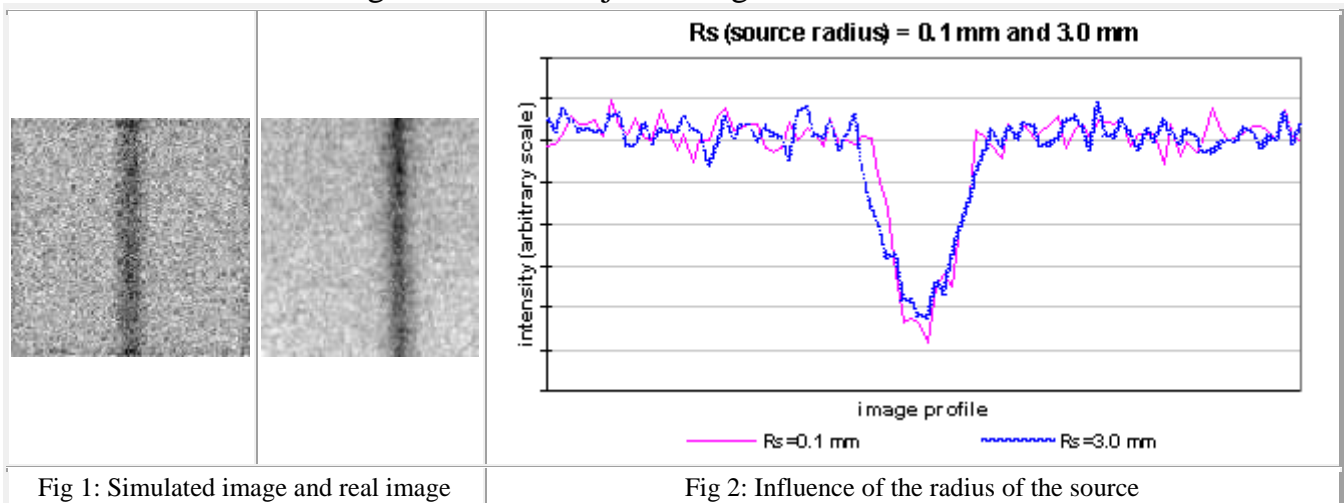 Rs (source radius) = 0.1 mm and 3.0 mm
intensity (arbitrary scale)
image profile
Rs=0.1 mm
Rs=3.0 mm
Fig 1: Simulated image and real image
Fig 2: Influence of the radius of the source